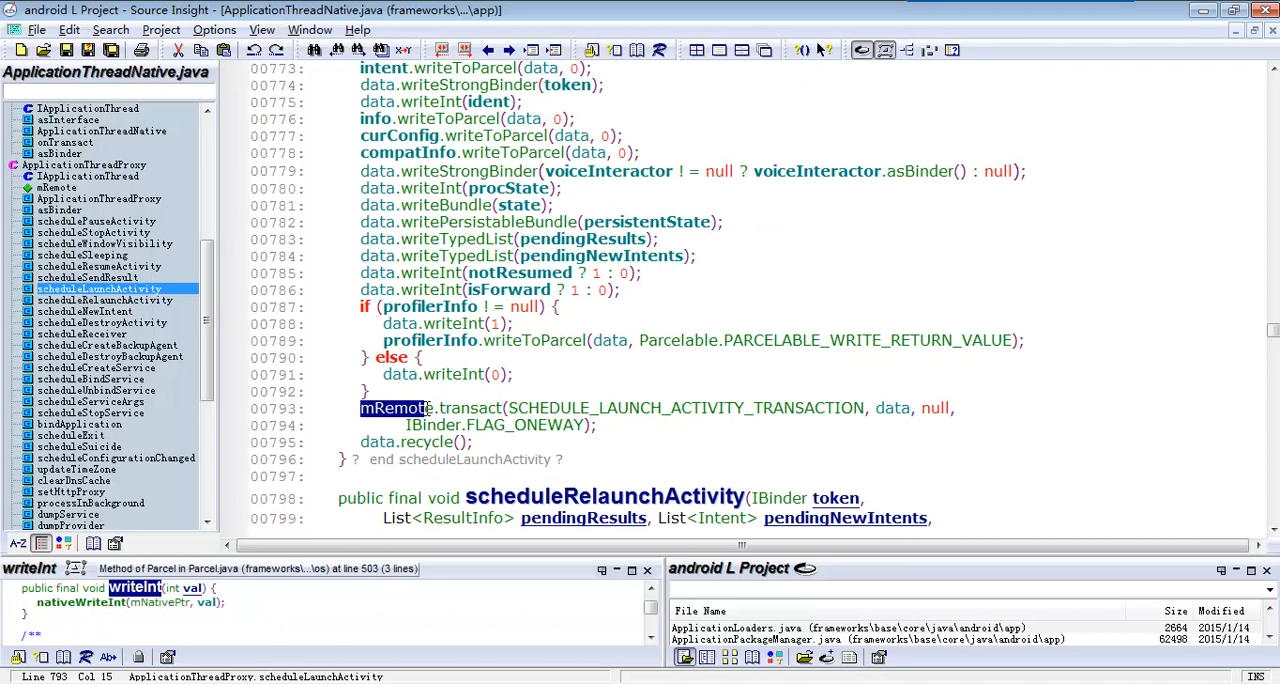 android L Project - Source Insight - [ApplicationThreadNative.java (frameworks\...\app)]
File Edit Search Project Options View Window Help
ApplicationThreadNative.java
IApplicationThread
asInterface
ApplicationThreadNative
onTransact
asBinder
ApplicationThreadProxy
IApplicationThread
mRemote
ApplicationThreadProxy
asBinder
schedulePauseActivity
scheduleStopActivity
scheduleWindowVisibility
scheduleSleeping
scheduleResumeActivity
scheduleSendResult
scheduleLaunchActivity
scheduleRelaunchActivity
scheduleNewIntent
scheduleDestroyActivity
scheduleReceiver
scheduleCreateBackupAgent
scheduleDestroyBackupAgent
scheduleCreateService
scheduleBindService
scheduleUnbindService
scheduleServiceArgs
scheduleStopService
bindApplication
scheduleExit
scheduleSuicide
scheduleConfigurationChanged
updateTimeZone
clearDnsCache
setHttpProxy
processInBackground
dumpService
dumpProvider
A-Z
00773: intent.writeToParcel(data, 0);
00774: data.writeStrongBinder(token);
00775: data.writeInt(ident);
00776: info.writeToParcel(data, 0);
00777: curConfig.writeToParcel(data, 0);
00778: compatInfo.writeToParcel(data, 0);
00779: data.writeStrongBinder(voiceInteractor != null ? voiceInteractor.asBinder() : null);
00780: data.writeInt(procState);
00781: data.writeBundle(state);
00782: data.writePersistableBundle(persistentState);
00783: data.writeTypedList(pendingResults);
00784: data.writeTypedList(pendingNewIntents);
00785: data.writeInt(notResumed ? 1 : 0);
00786: data.writeInt(isForward ? 1 : 0);
00787: if (profilerInfo != null) {
00788: data.writeInt(1);
00789: profilerInfo.writeToParcel(data, Parcelable.PARCELABLE_WRITE_RETURN_VALUE);
00790: } else {
00791: data.writeInt(0);
00792: }
00793: mRemote.transact(SCHEDULE_LAUNCH_ACTIVITY_TRANSACTION, data, null,
00794: IBinder.FLAG_ONEWAY);
00795: data.recycle();
00796: } ? end scheduleLaunchActivity ?
00797:
00798: public final void scheduleRelaunchActivity(IBinder token,
00799: List<ResultInfo> pendingResults, List<Intent> pendingNewIntents,
writeInt Method of Parcel in Parcel.java (frameworks\...\os) at line 503 (3 lines)
public final void writeInt(int val) {
nativeWriteInt(mNativePtr, val);
}
/**
android L Project
File Name Size Modified
ApplicationLoaders.java (frameworks\base\core\java\android\app) 2664 2015/1/14
ApplicationPackageManager.java (frameworks\base\core\java\android\app) 62498 2015/1/14
Line 793 Col 15 ApplicationThreadProxy.scheduleLaunchActivity INS